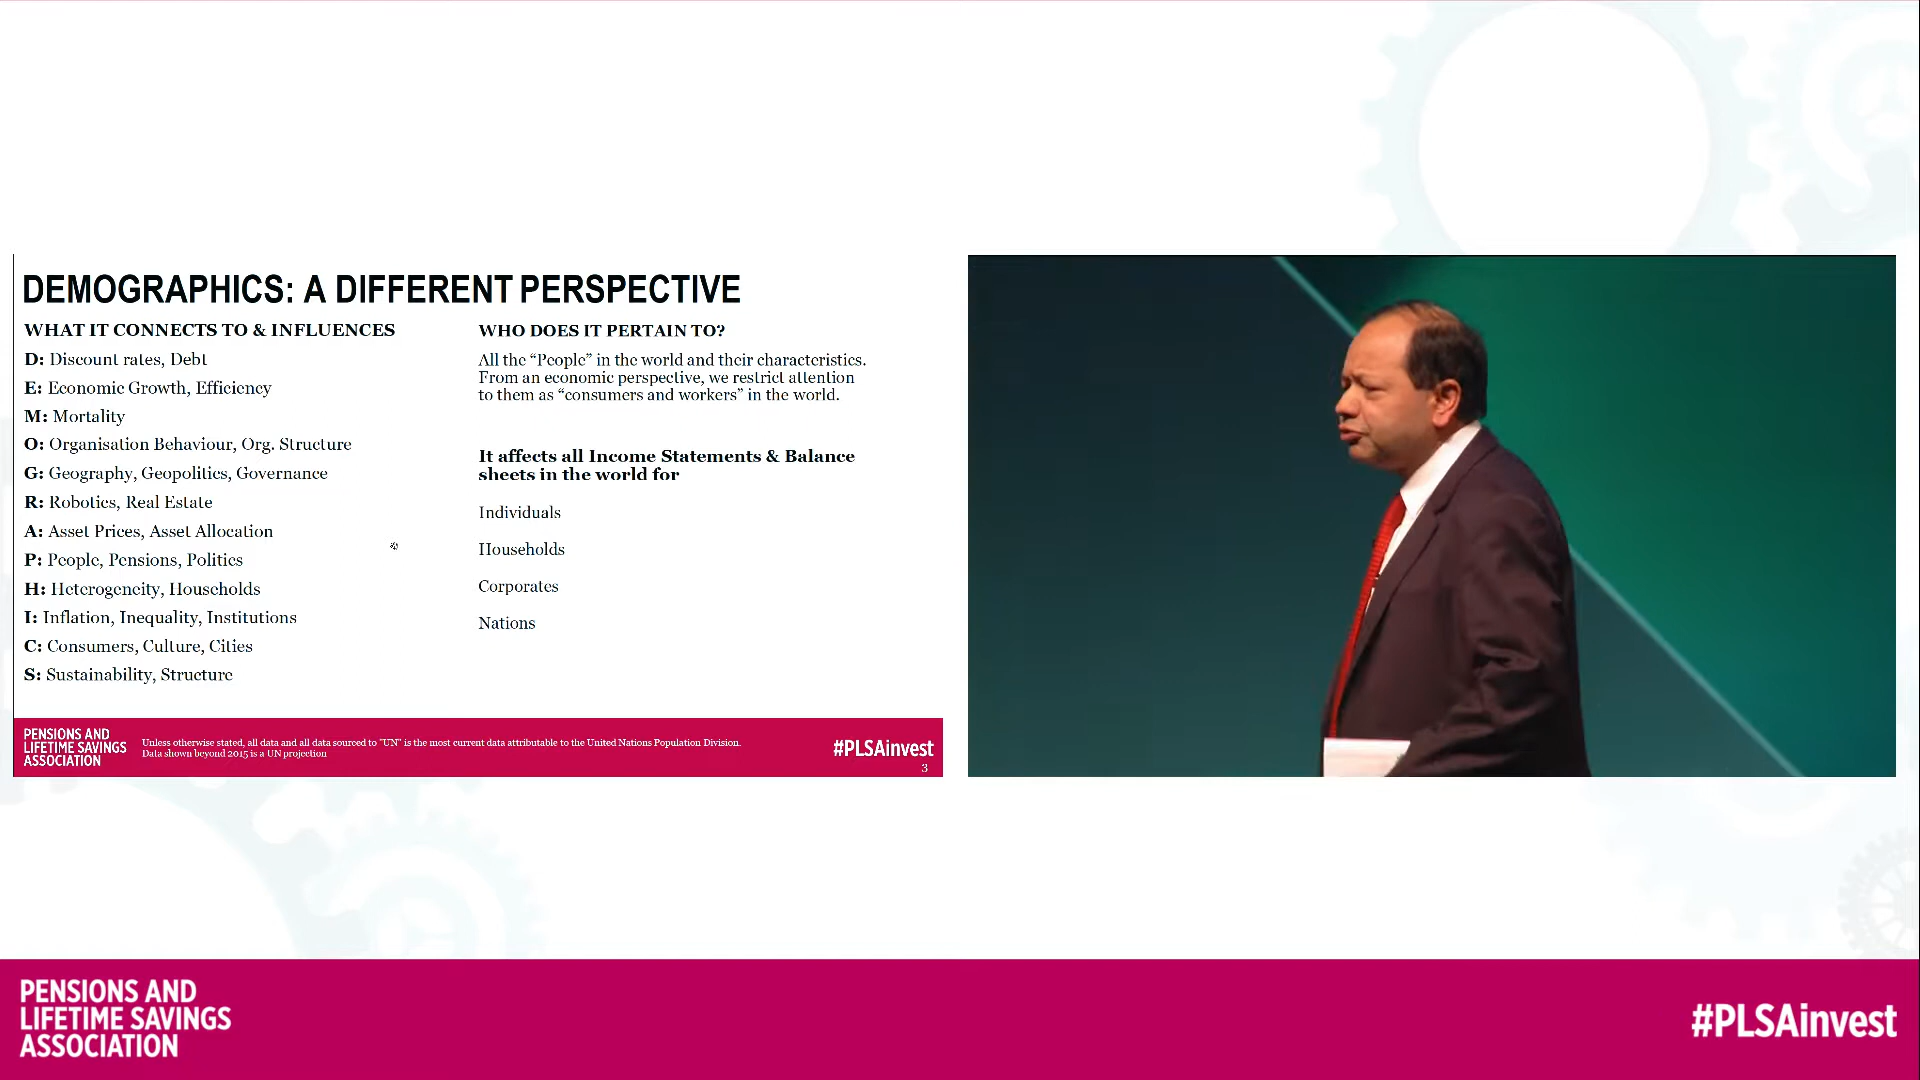 DEMOGRAPHICS: A DIFFERENT PERSPECTIVE
WHAT IT CONNECTS TO & INFLUENCES
D: Discount rates, Debt
E: Economic Growth, Efficiency
M: Mortality
O: Organisation Behaviour, Org. Structure
G: Geography, Geopolitics, Governance
R: Robotics, Real Estate
A: Asset Prices, Asset Allocation
P: People, Pensions, Politics
H: Heterogeneity, Households
I: Inflation, Inequality, Institutions
C: Consumers, Culture, Cities
S: Sustainability, Structure
WHO DOES IT PERTAIN TO?
All the “People” in the world and their characteristics.
From an economic perspective, we restrict attention
to them as “consumers and workers” in the world.
It affects all Income Statements & Balance
sheets in the world for
Individuals
Households
Corporates
Nations
PENSIONS AND
LIFETIME SAVINGS
ASSOCIATION
Unless otherwise stated, all data and all data sourced to "UN" is the most current data attributable to the United Nations Population Division.
Data shown beyond 2015 is a UN projection
#PLSAinvest
3
PENSIONS AND
LIFETIME SAVINGS
ASSOCIATION
#PLSAinvest